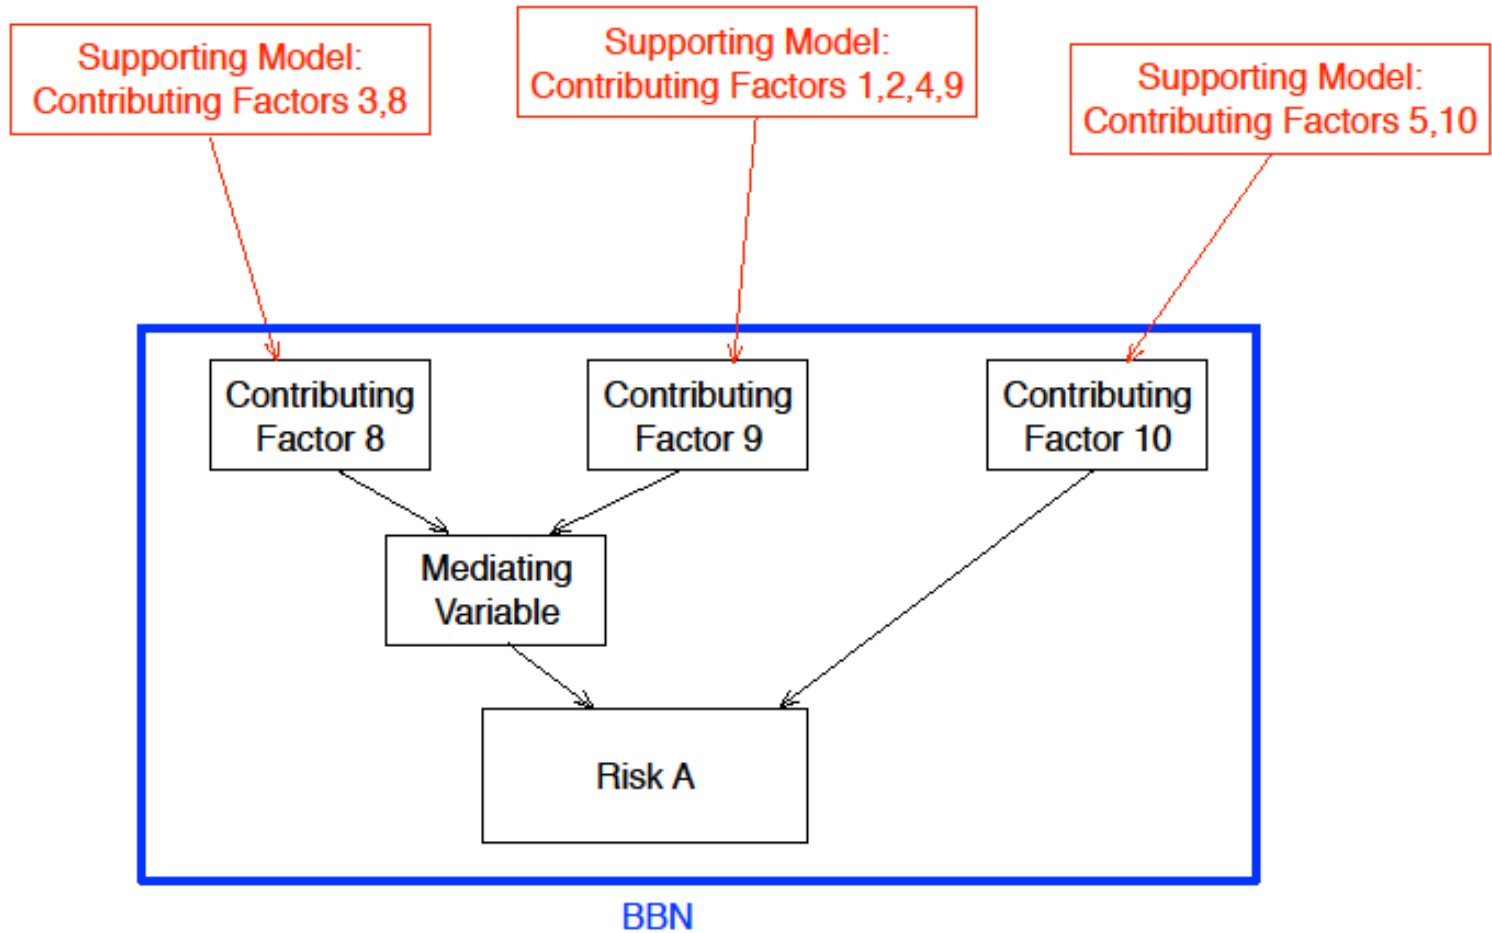 Supporting Model:
Contributing Factors 3,8
Supporting Model:
Contributing Factors 1,2,4,9
Supporting Model:
Contributing Factors 5,10
Contributing
Factor 8
Contributing
Factor 9
Contributing
Factor 10
Mediating
Variable
Risk A
BBN